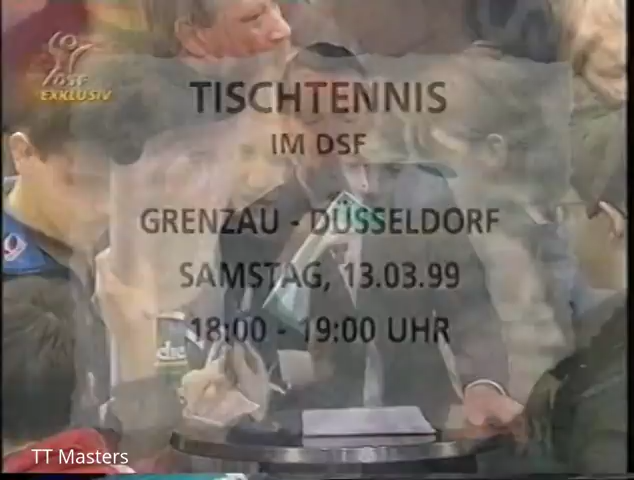 DSF
EXKLUSIV
TISCHTENNIS
IM DSF
GRENZAU - DÜSSELDORF
SAMSTAG, 13.03.99
18:00 - 19:00 UHR
TT Masters